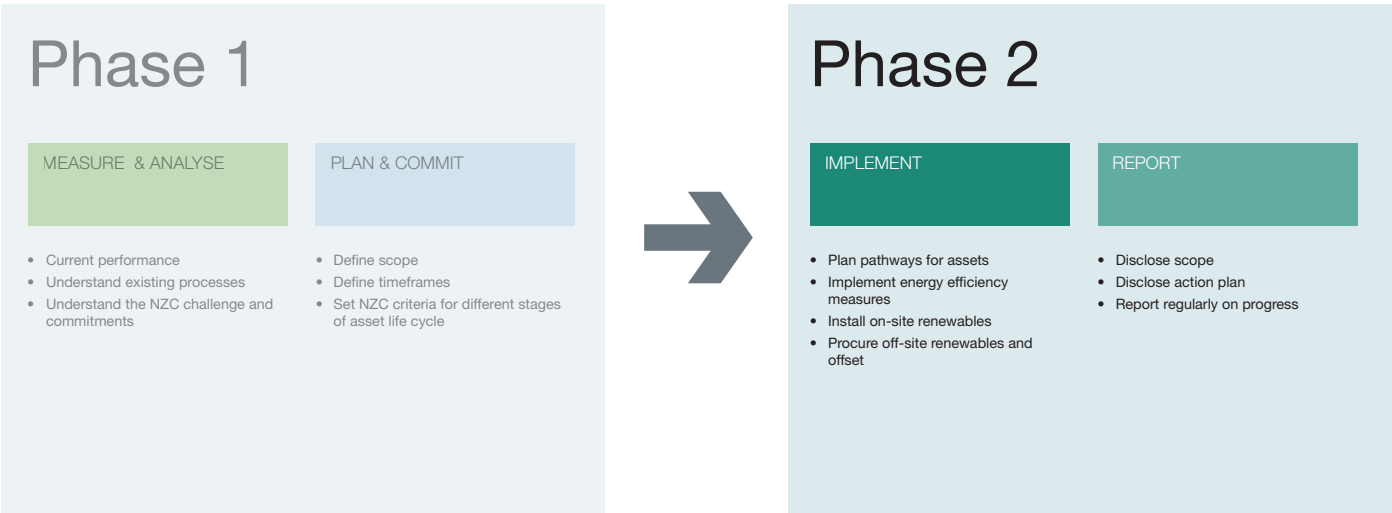 Phase 1
MEASURE & ANALYSE
• Current performance
• Understand existing processes
• Understand the NZC challenge and
commitments
PLAN & COMMIT
• Define scope
• Define timeframes
• Set NZC criteria for different stages
of asset life cycle
Phase 2
IMPLEMENT
• Plan pathways for assets
• Implement energy efficiency
measures
• Install on-site renewables
• Procure off-site renewables and
offset
REPORT
• Disclose scope
• Disclose action plan
• Report regularly on progress